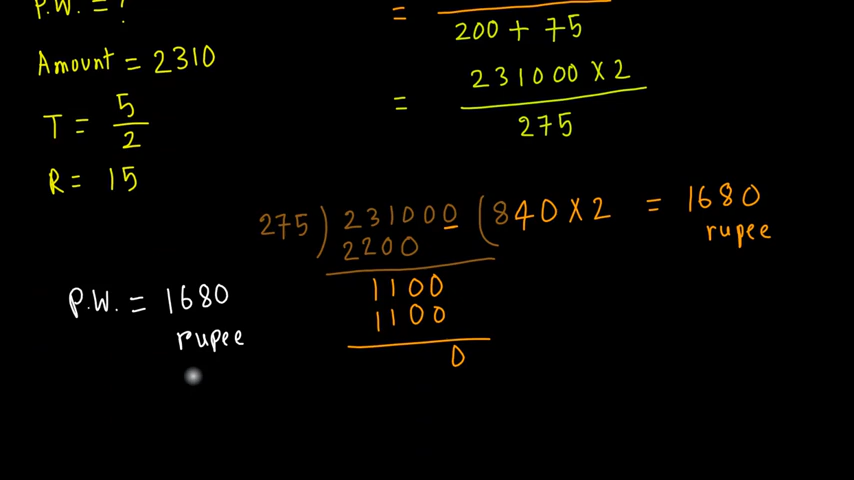 P.W. = ?
Amount = 2310
T = 5/2
R = 15
=
200 + 75
= 231000 × 2
275
275 ) 231000 ( 840 × 2 = 1680
rupee
2200
1100
1100
0
P.W. = 1680
rupee